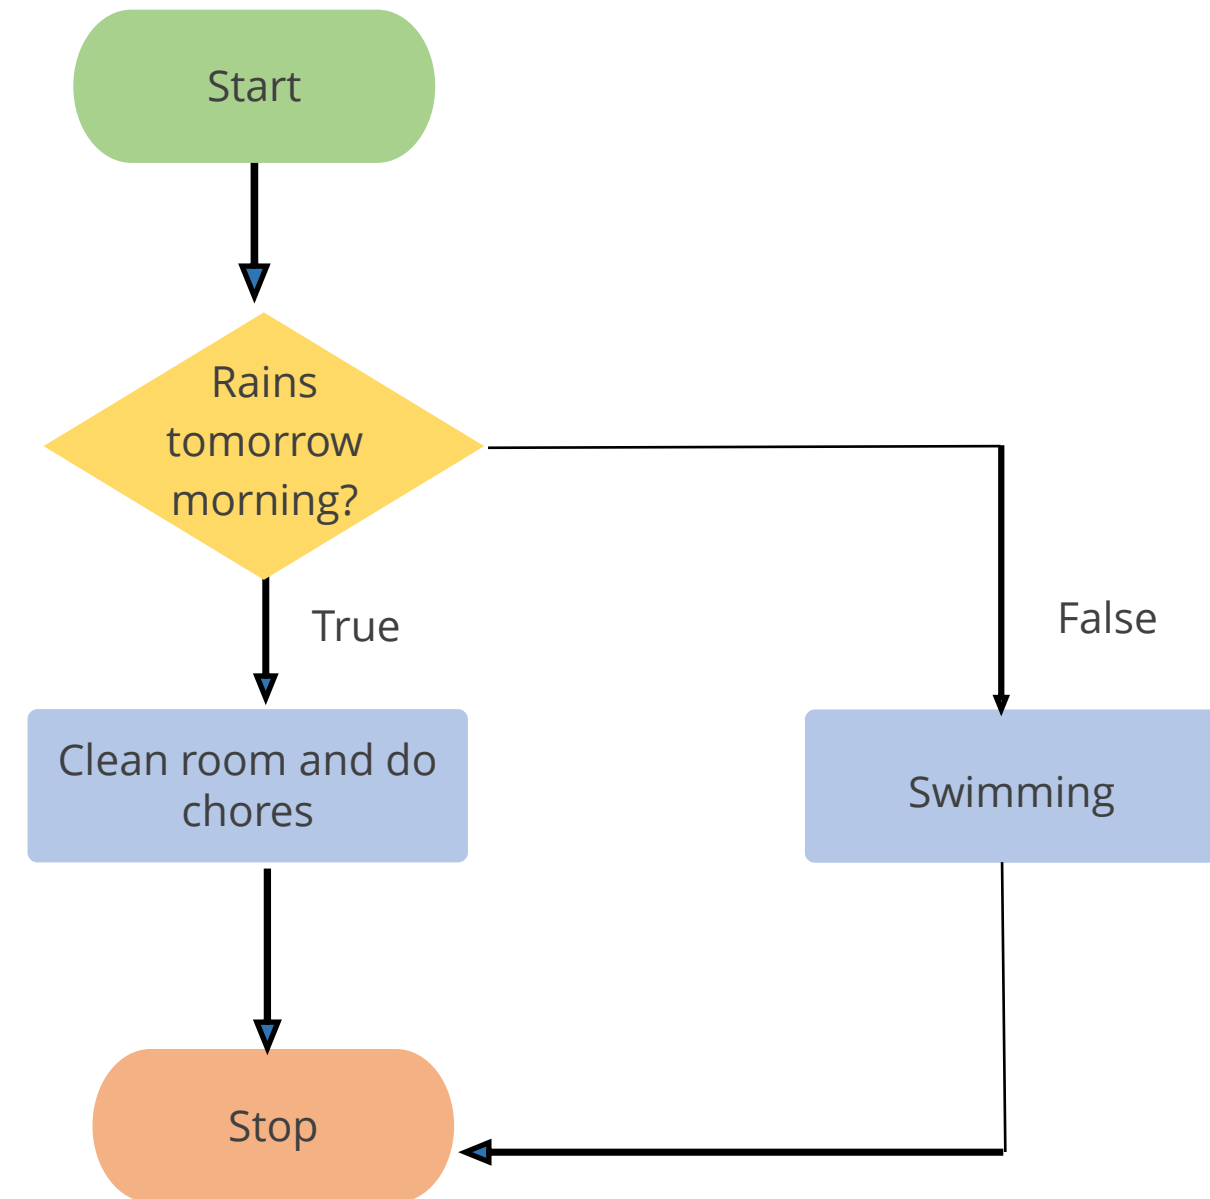 Start
Rains
tomorrow
morning?
True
False
Clean room and do
chores
Swimming
Stop